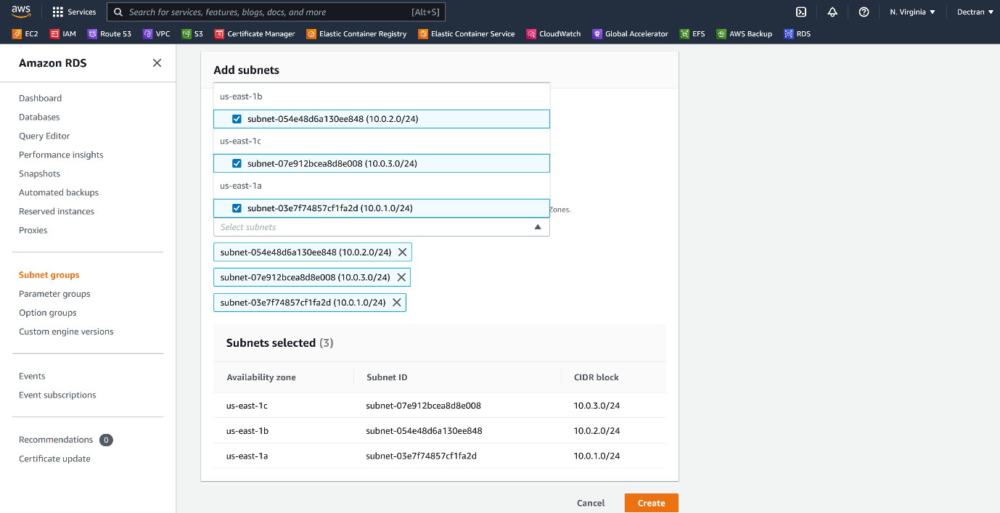 aws
Services
Search for services, features, blogs, docs, and more
[Alt+S]
N. Virginia
Dectran
EC2
IAM
Route 53
VPC
S3
Certificate Manager
Elastic Container Registry
Elastic Container Service
CloudWatch
Global Accelerator
EFS
AWS Backup
RDS
Amazon RDS
Dashboard
Databases
Query Editor
Performance insights
Snapshots
Automated backups
Reserved instances
Proxies
Subnet groups
Parameter groups
Option groups
Custom engine versions
Events
Event subscriptions
Recommendations 0
Certificate update
Add subnets
us-east-1b
subnet-054e48d6a130ee848 (10.0.2.0/24)
us-east-1c
subnet-07e912bcea8d8e008 (10.0.3.0/24)
us-east-1a
subnet-03e7f74857cf1fa2d (10.0.1.0/24)
Zones.
Select subnets
subnet-054e48d6a130ee848 (10.0.2.0/24)
subnet-07e912bcea8d8e008 (10.0.3.0/24)
subnet-03e7f74857cf1fa2d (10.0.1.0/24)
Subnets selected (3)
Availability zone Subnet ID CIDR block
us-east-1c subnet-07e912bcea8d8e008 10.0.3.0/24
us-east-1b subnet-054e48d6a130ee848 10.0.2.0/24
us-east-1a subnet-03e7f74857cf1fa2d 10.0.1.0/24
Cancel
Create